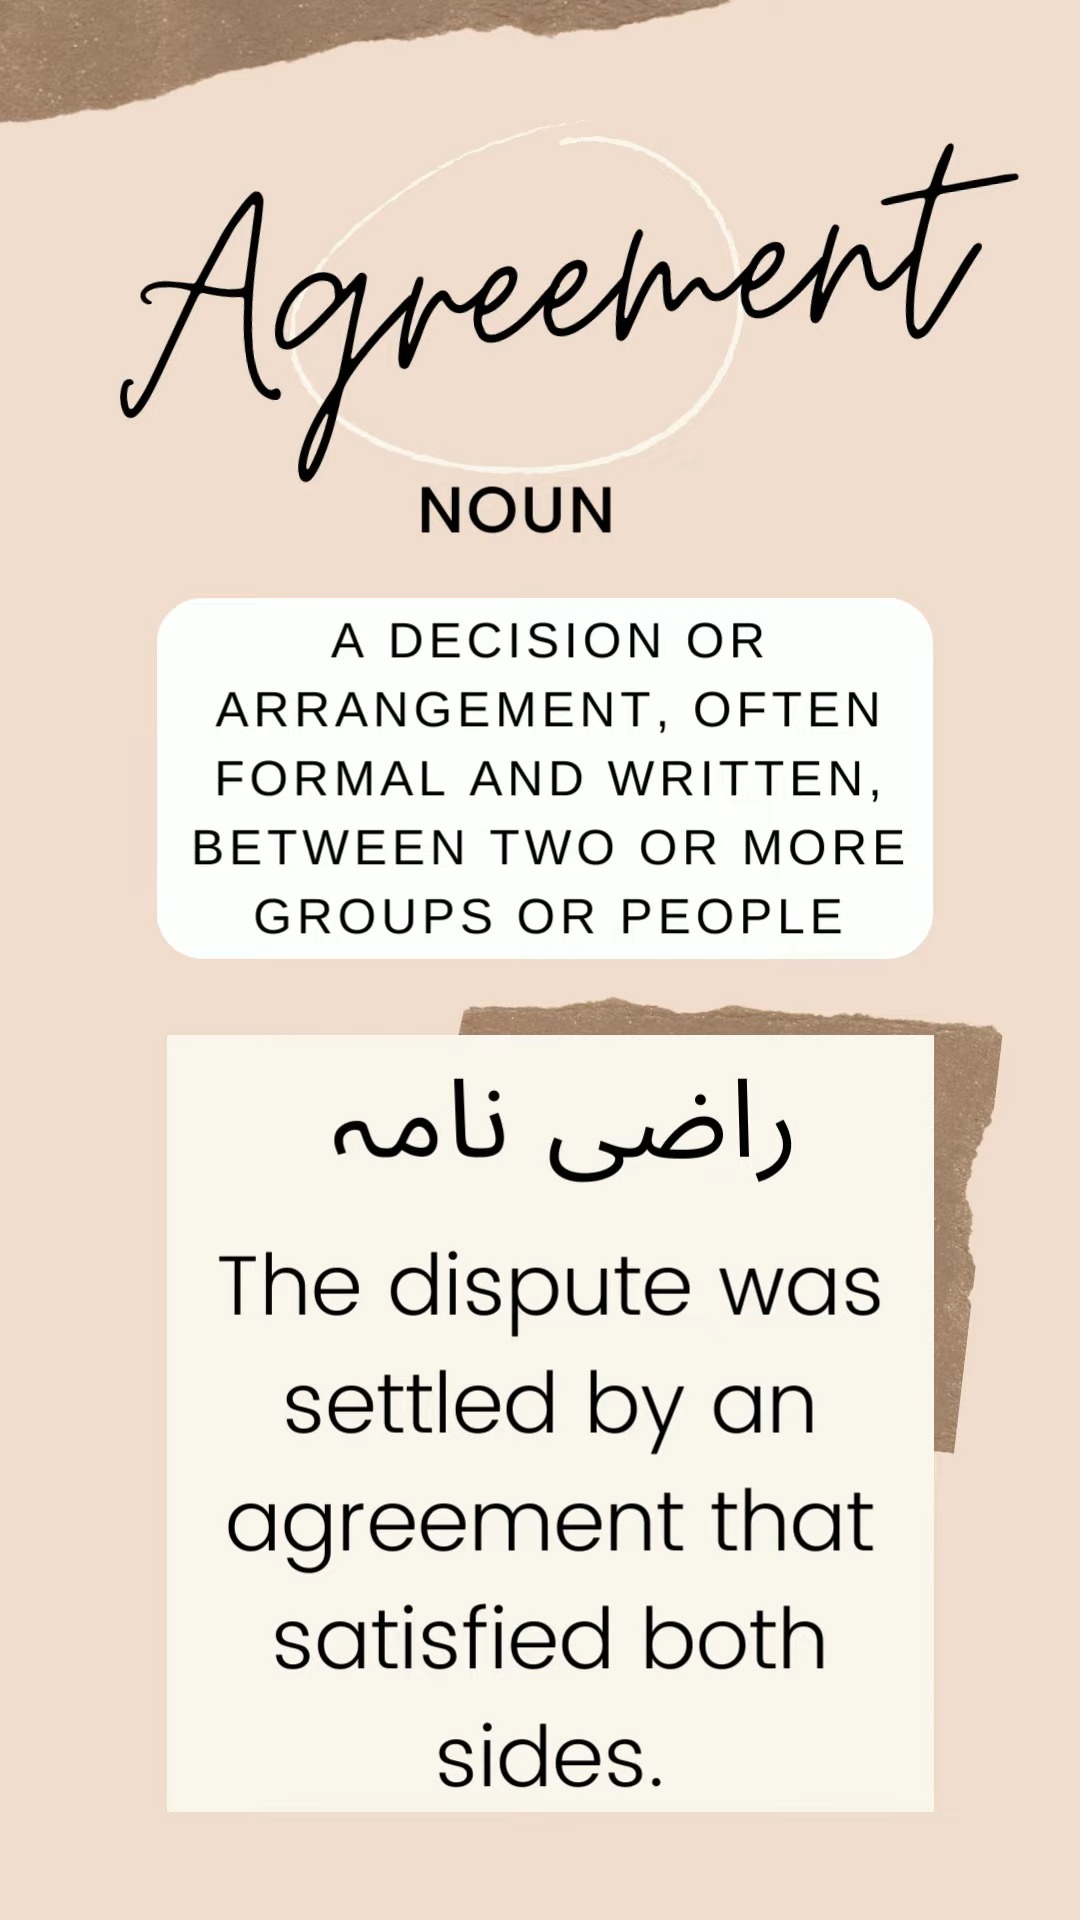 Agreement
NOUN
A DECISION OR
ARRANGEMENT, OFTEN
FORMAL AND WRITTEN,
BETWEEN TWO OR MORE
GROUPS OR PEOPLE
راضی نامہ
The dispute was
settled by an
agreement that
satisfied both
sides.